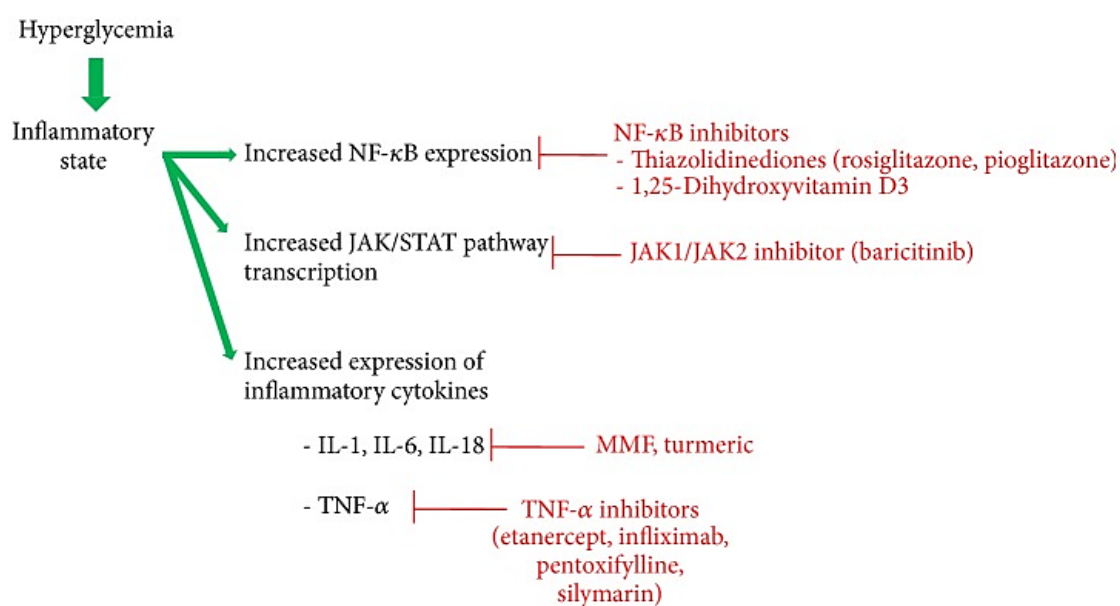 Hyperglycemia
Inflammatory
state
Increased NF-κB expression
NF-κB inhibitors
- Thiazolidinediones (rosiglitazone, pioglitazone)
- 1,25-Dihydroxyvitamin D3
Increased JAK/STAT pathway
transcription
JAK1/JAK2 inhibitor (baricitinib)
Increased expression of
inflammatory cytokines
- IL-1, IL-6, IL-18
MMF, turmeric
- TNF-α
TNF-α inhibitors
(etanercept, infliximab,
pentoxifylline,
silymarin)